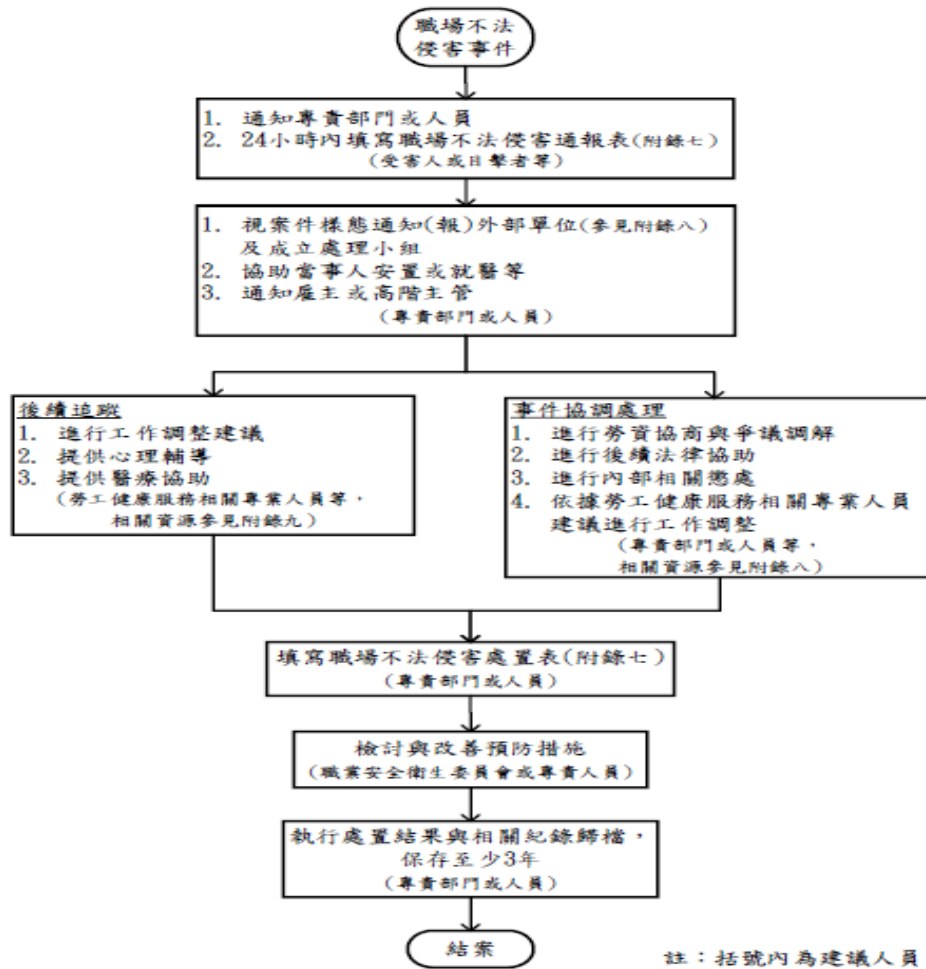 職場不法
侵害事件
1. 通知專責部門或人員
2. 24小時內填寫職場不法侵害通報表(附錄七)
(受害人或目擊者等)
1. 視案件樣態通知(報)外部單位(參見附錄八)
及成立處理小組
2. 協助當事人安置或就醫等
3. 通知雇主或高階主管
(專責部門或人員)
後續追蹤
1. 進行工作調整建議
2. 提供心理輔導
3. 提供醫療協助
(勞工健康服務相關專業人員等，
相關資源參見附錄九)
事件協調處理
1. 進行勞資協商與爭議調解
2. 進行後續法律協助
3. 進行內部相關懲處
4. 依據勞工健康服務相關專業人員
建議進行工作調整
(專責部門或人員等，
相關資源參見附錄八)
填寫職場不法侵害處置表(附錄七)
(專責部門或人員)
檢討與改善預防措施
(職業安全衛生委員會或專責人員)
執行處置結果與相關紀錄歸檔，
保存至少3年
(專責部門或人員)
結案
註：括號內為建議人員